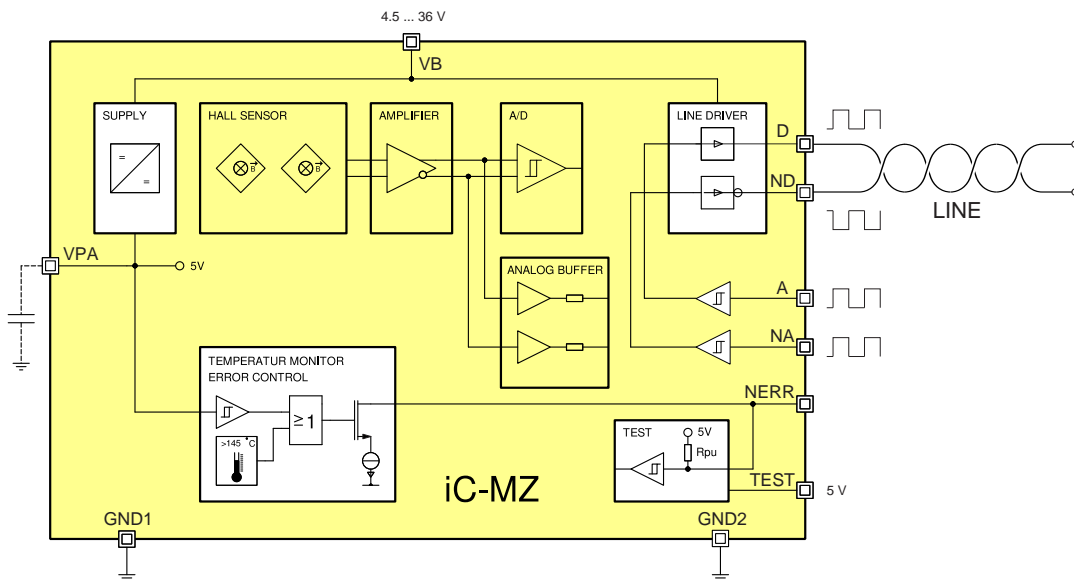 4.5 ... 36 V
VB
SUPPLY
=
=
HALL SENSOR
B
B
AMPLIFIER
A/D
LINE DRIVER
D
ND
LINE
VPA
5V
ANALOG BUFFER
A
NA
TEMPERATUR MONITOR
ERROR CONTROL
≥1
>145 °C
NERR
TEST
5V
Rpu
TEST
5 V
iC-MZ
GND1
GND2